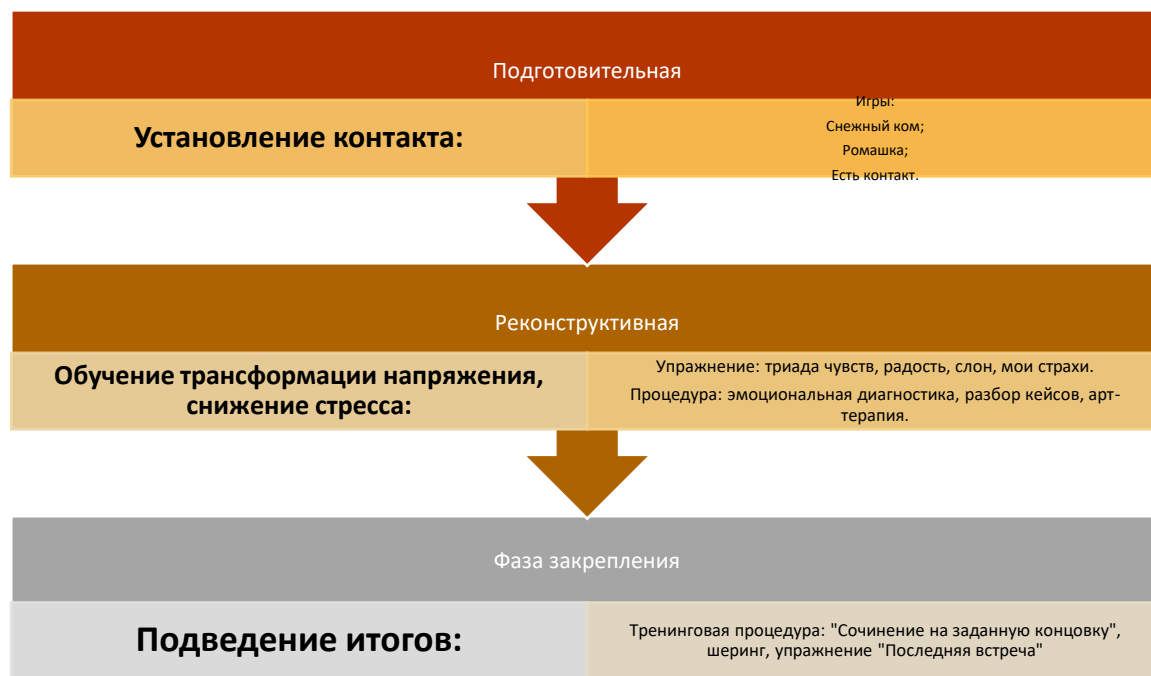 Подготовительная
Установление контакта:
Игры:
Снежный ком;
Ромашка;
Есть контакт.
Реконструктивная
Обучение трансформации напряжения,
снижение стресса:
Упражнение: триада чувств, радость, слон, мои страхи.
Процедура: эмоциональная диагностика, разбор кейсов, арт-
терапия.
Фаза закрепления
Подведение итогов:
Тренинговая процедура: "Сочинение на заданную концовку",
шеринг, упражнение "Последняя встреча"